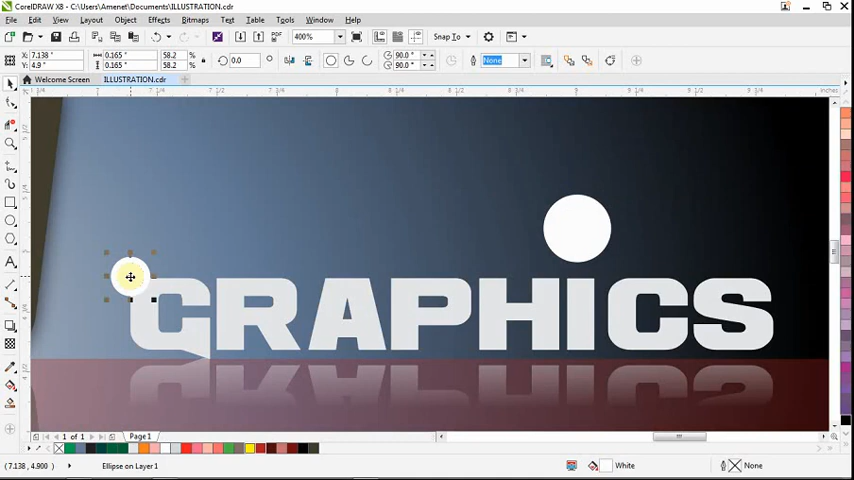 CorelDRAW X8 - C:\Users\Amenet\Documents\ILLUSTRATION.cdr
File Edit View Layout Object Effects Bitmaps Text Table Tools Window Help
PDF 400% Snap To
X: 7.138 " 0.165 " 58.2 % 0.0 ° 90.0 ° None
Y: 4.9 " 0.165 " 58.2 % 90.0 °
Welcome Screen ILLUSTRATION.cdr
inches
GRAPHICS
1 of 1 Page 1
(7.138, 4.900 ) Ellipse on Layer 1 White None